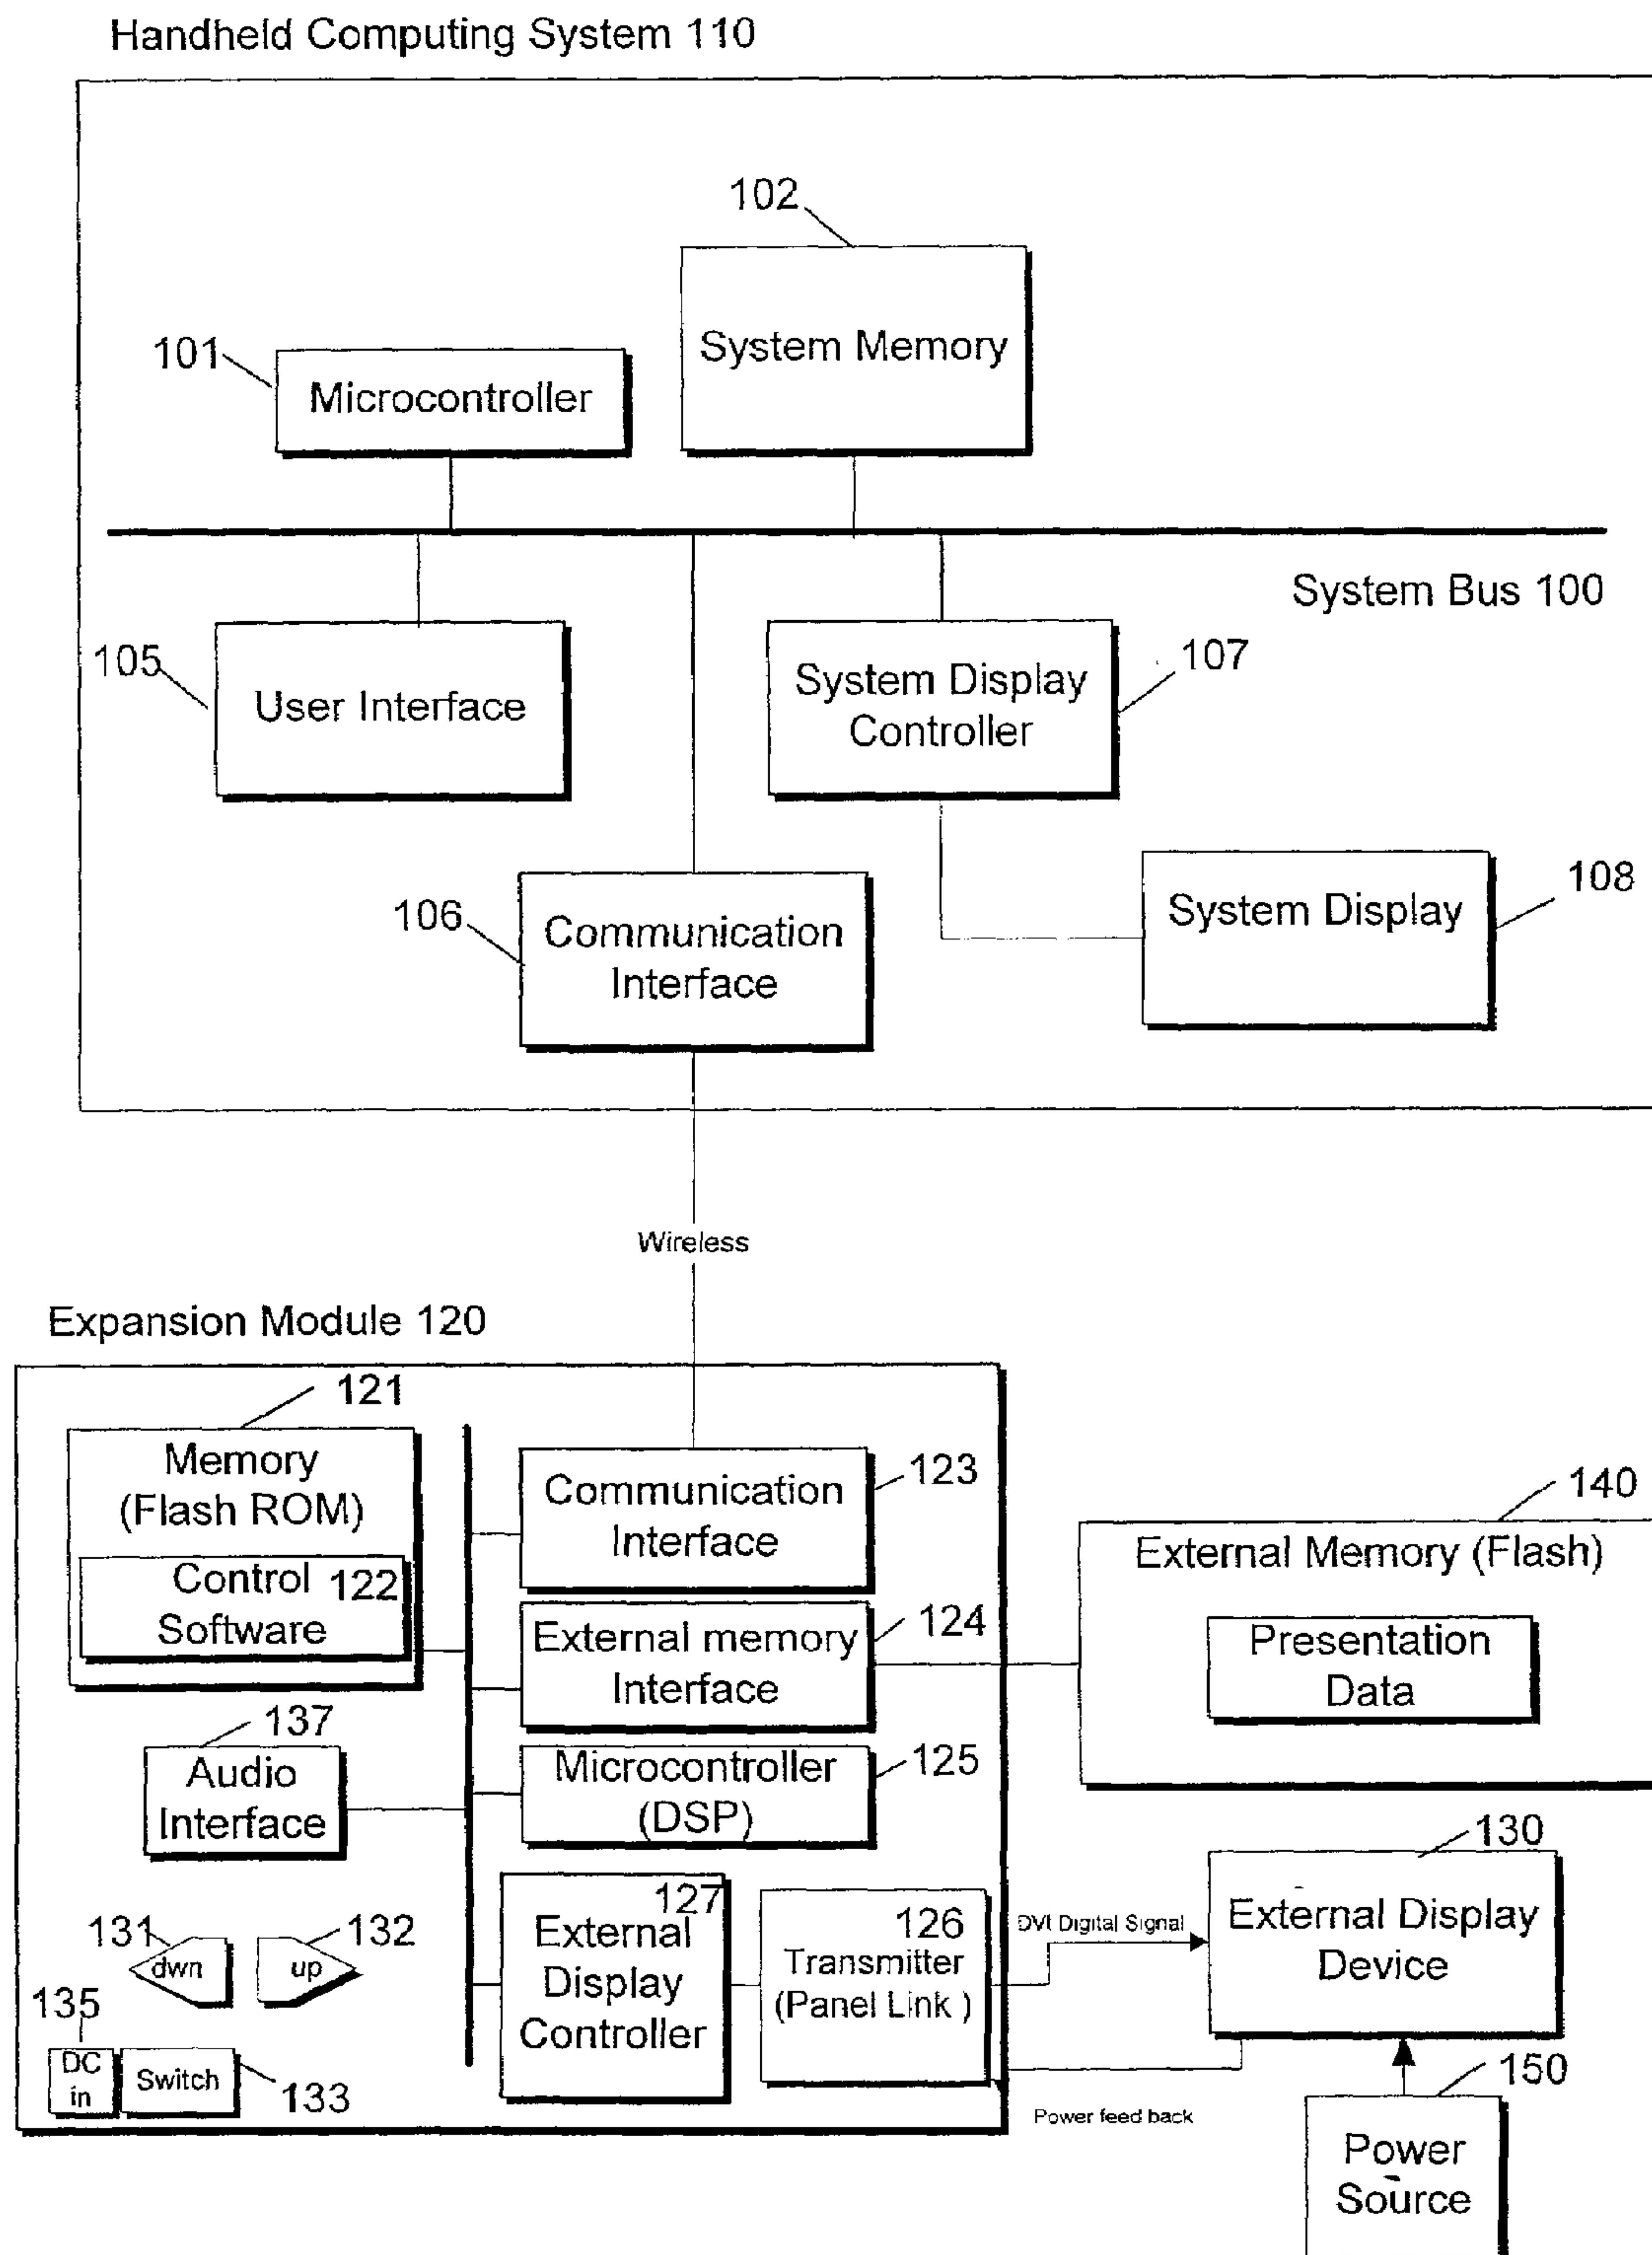 Handheld Computing System 110
102
System Memory
101
Microcontroller
System Bus 100
105
User Interface
System Display
Controller
107
106
Communication
Interface
System Display
108
Wireless
Expansion Module 120
121
Memory
(Flash ROM)
Control
Software
122
Communication
Interface
123
External memory
Interface
124
140
External Memory (Flash)
Presentation
Data
137
Audio
Interface
Microcontroller
(DSP)
125
130
External Display
Device
131
dwn
132
up
127
External
Display
Controller
126
Transmitter
(Panel Link )
DVI Digital Signal
135
DC
in
Switch
133
Power feed back
150
Power
Source